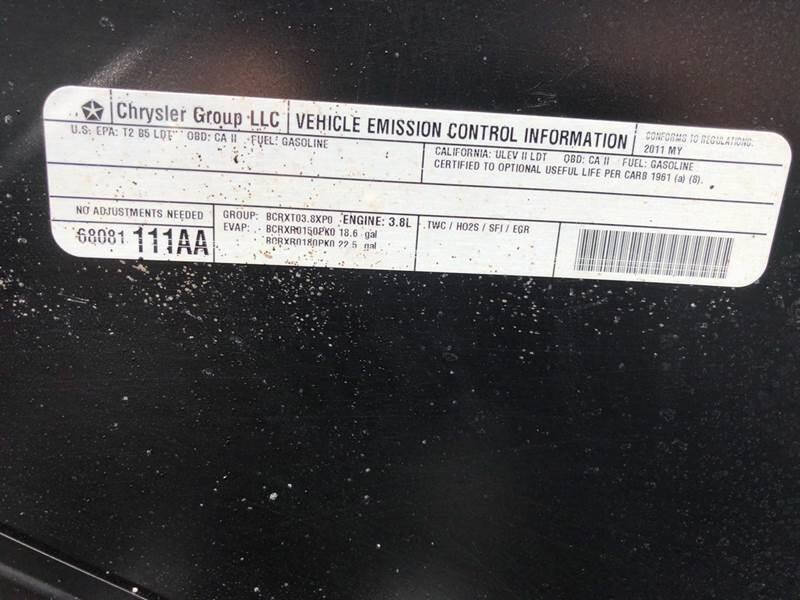 Chrysler Group LLC
VEHICLE EMISSION CONTROL INFORMATION
CONFORMS TO REGULATIONS:
2011 MY
U.S. EPA: T2 B5 LDT OBD: CA II FUEL: GASOLINE
CALIFORNIA: ULEV II LDT OBD: CA II FUEL: GASOLINE
CERTIFIED TO OPTIONAL USEFUL LIFE PER CARB 1961 (a) (8).
NO ADJUSTMENTS NEEDED
68081 111AA
GROUP: BCRXT03.8XP0 ENGINE: 3.8L
EVAP: BCRXR0150PK0 18.6 gal
BCRXR0180PK0 22.5 gal
TWC / HO2S / SFI / EGR